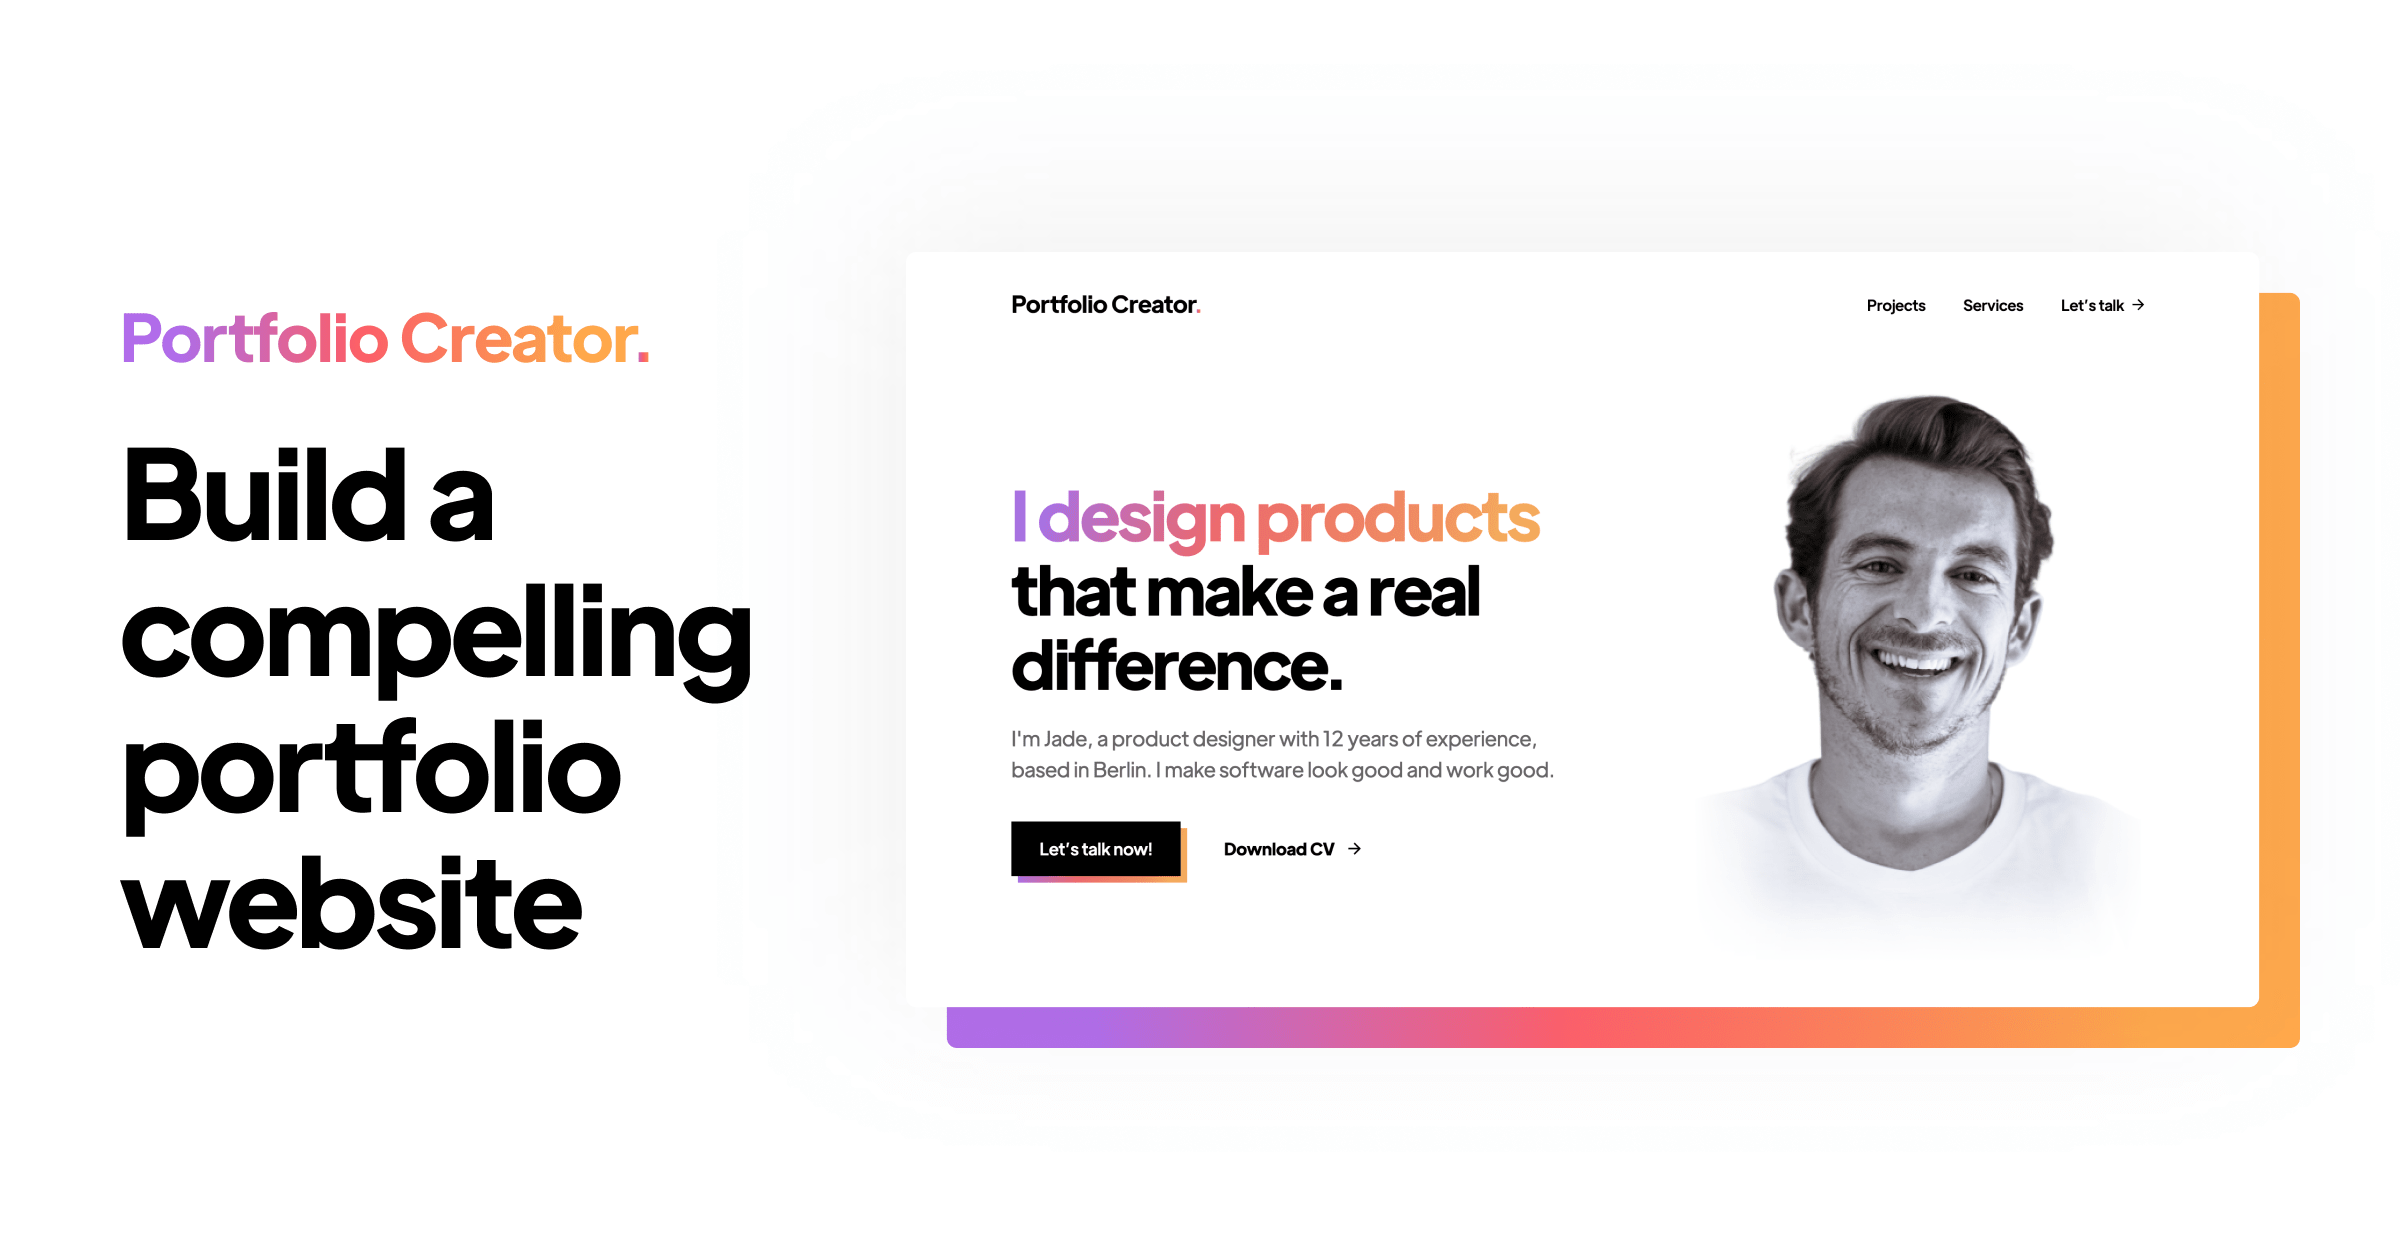 Portfolio Creator.
Build a
compelling
portfolio
website
Portfolio Creator.
Projects
Services
Let's talk →
I design products
that make a real
difference.
I'm Jade, a product designer with 12 years of experience,
based in Berlin. I make software look good and work good.
Let's talk now!
Download CV →